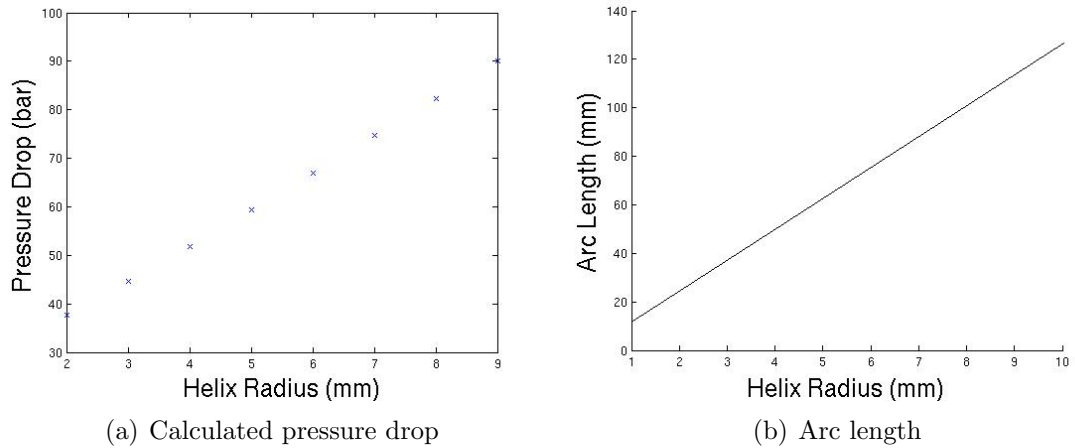 100
90
80
70
60
50
40
30
Pressure Drop (bar)
2 3 4 5 6 7 8 9
Helix Radius (mm)
(a) Calculated pressure drop
140
120
100
80
60
40
20
0
Arc Length (mm)
1 2 3 4 5 6 7 8 9 10
Helix Radius (mm)
(b) Arc length